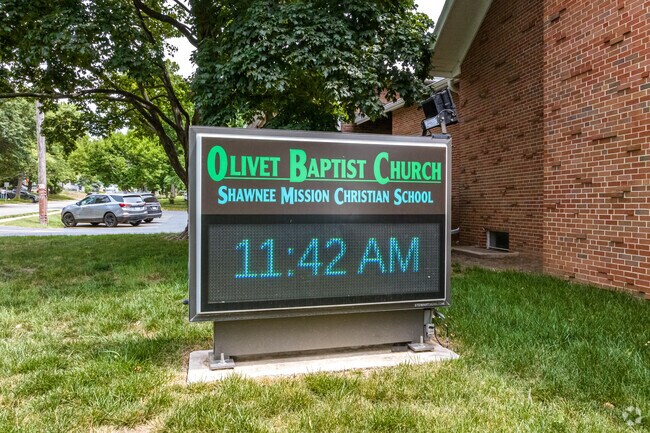 Olivet Baptist Church
Shawnee Mission Christian School
11:42 AM